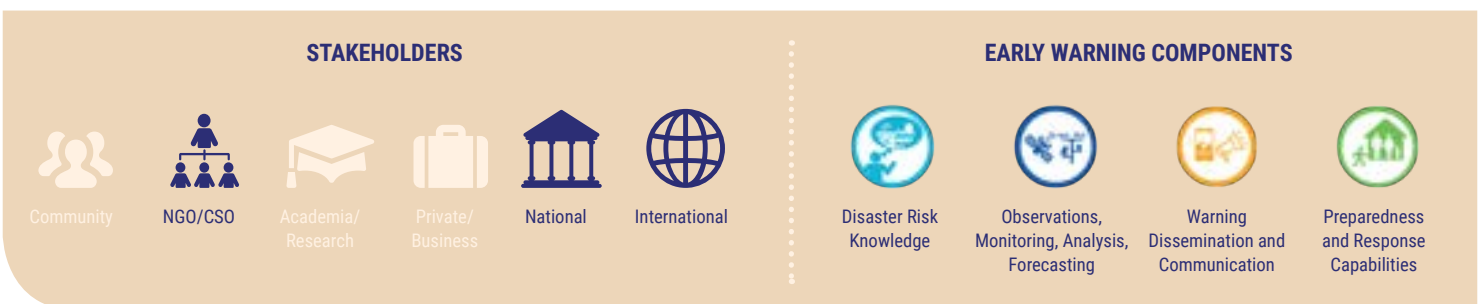 STAKEHOLDERS
Community
NGO/CSO
Academia/
Research
Private/
Business
National
International
EARLY WARNING COMPONENTS
Disaster Risk
Knowledge
Observations,
Monitoring, Analysis,
Forecasting
Warning
Dissemination and
Communication
Preparedness
and Response
Capabilities